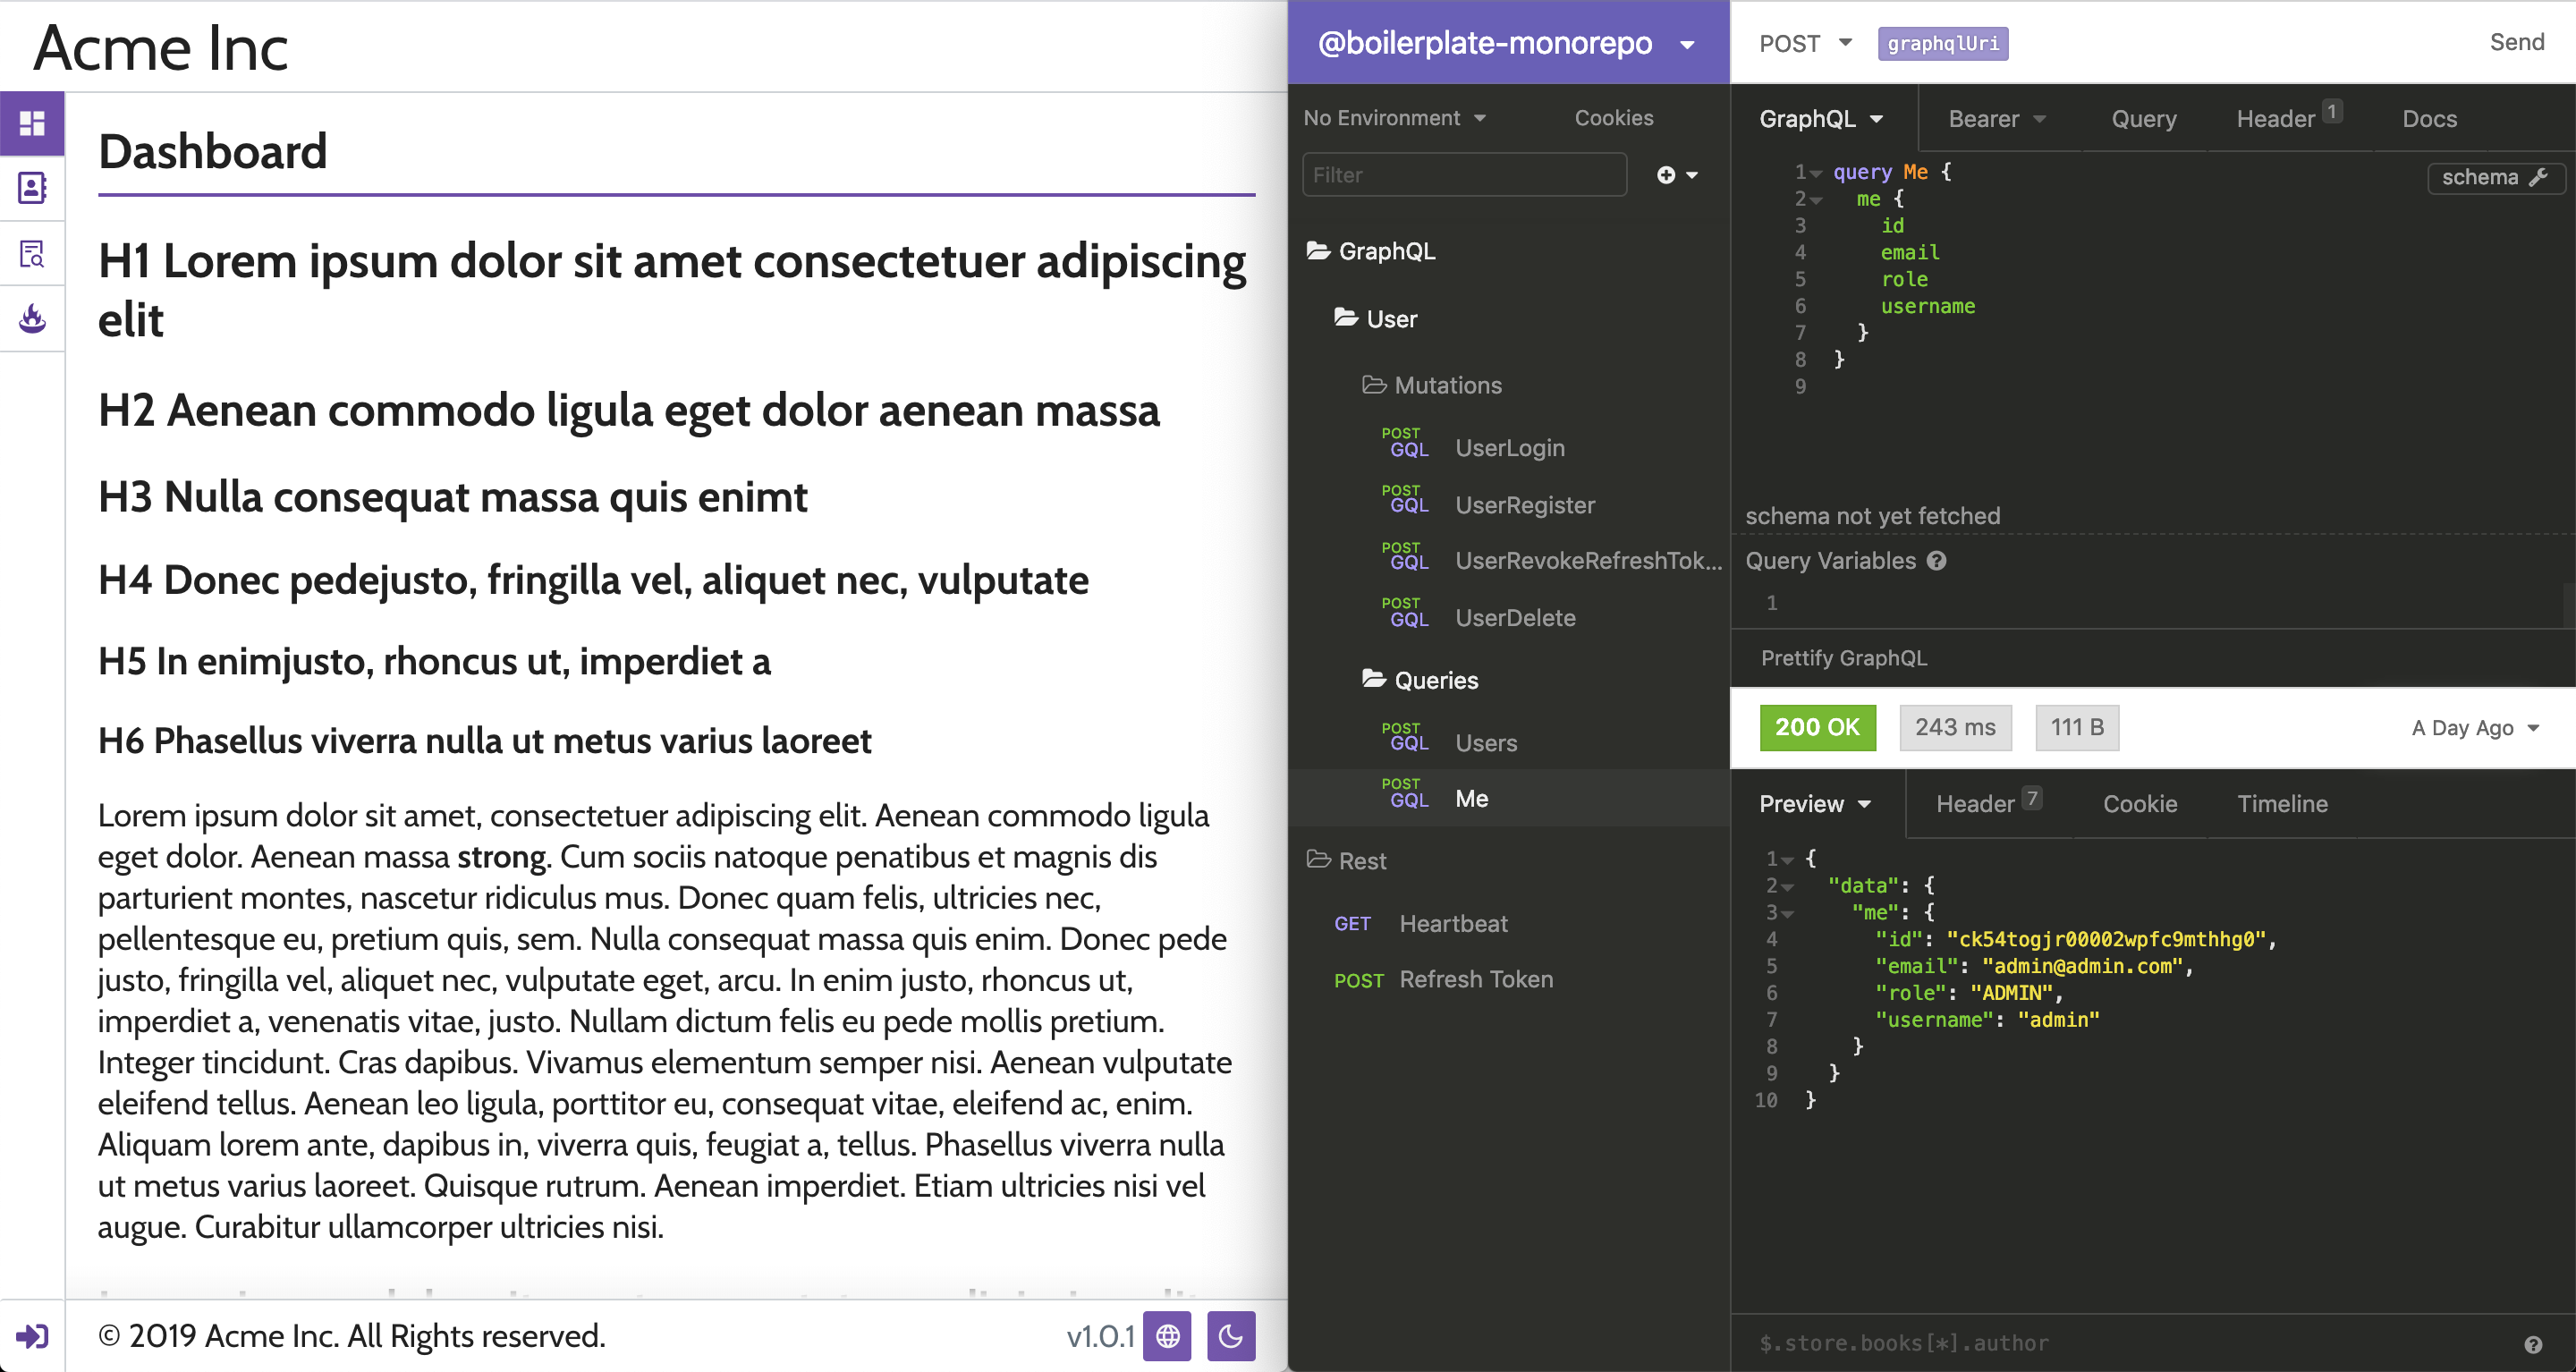 Acme Inc
Dashboard
H1 Lorem ipsum dolor sit amet consectetuer adipiscing
elit
H2 Aenean commodo ligula eget dolor aenean massa
H3 Nulla consequat massa quis enimt
H4 Donec pedejusto, fringilla vel, aliquet nec, vulputate
H5 In enimjusto, rhoncus ut, imperdiet a
H6 Phasellus viverra nulla ut metus varius laoreet
Lorem ipsum dolor sit amet, consectetuer adipiscing elit. Aenean commodo ligula
eget dolor. Aenean massa strong. Cum sociis natoque penatibus et magnis dis
parturient montes, nascetur ridiculus mus. Donec quam felis, ultricies nec,
pellentesque eu, pretium quis, sem. Nulla consequat massa quis enim. Donec pede
justo, fringilla vel, aliquet nec, vulputate eget, arcu. In enim justo, rhoncus ut,
imperdiet a, venenatis vitae, justo. Nullam dictum felis eu pede mollis pretium.
Integer tincidunt. Cras dapibus. Vivamus elementum semper nisi. Aenean vulputate
eleifend tellus. Aenean leo ligula, porttitor eu, consequat vitae, eleifend ac, enim.
Aliquam lorem ante, dapibus in, viverra quis, feugiat a, tellus. Phasellus viverra nulla
ut metus varius laoreet. Quisque rutrum. Aenean imperdiet. Etiam ultricies nisi vel
augue. Curabitur ullamcorper ultricies nisi.
© 2019 Acme Inc. All Rights reserved.
v1.0.1
@boilerplate-monorepo
No Environment
Cookies
Filter
GraphQL
User
Mutations
POST GQL UserLogin
POST GQL UserRegister
POST GQL UserRevokeRefreshTok...
POST GQL UserDelete
Queries
POST GQL Users
POST GQL Me
Rest
GET Heartbeat
POST Refresh Token
POST graphqlUri Send
GraphQL Bearer Query Header 1 Docs
schema
1 query Me {
2 me {
3 id
4 email
5 role
6 username
7 }
8 }
9
schema not yet fetched
Query Variables
1
Prettify GraphQL
200 OK 243 ms 111 B A Day Ago
Preview Header 7 Cookie Timeline
1 {
2 "data": {
3 "me": {
4 "id": "ck54togjr00002wpfc9mthhg0",
5 "email": "admin@admin.com",
6 "role": "ADMIN",
7 "username": "admin"
8 }
9 }
10 }
$.store.books[*].author